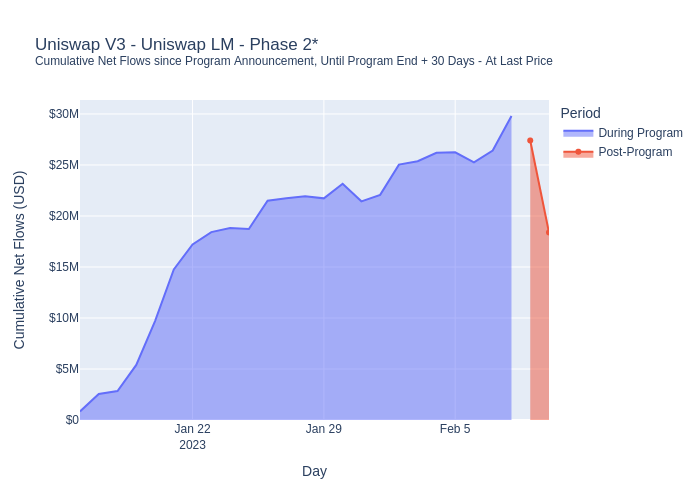 Uniswap V3 - Uniswap LM - Phase 2*
Cumulative Net Flows since Program Announcement, Until Program End + 30 Days - At Last Price
Period
During Program
Post-Program
Cumulative Net Flows (USD)
$30M
$25M
$20M
$15M
$10M
$5M
$0
Jan 22
2023
Jan 29
Feb 5
Day